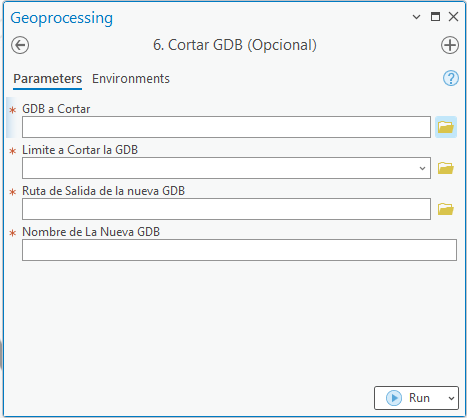 Geoprocessing
6. Cortar GDB (Opcional)
Parameters Environments
* GDB a Cortar
* Limite a Cortar la GDB
* Ruta de Salida de la nueva GDB
* Nombre de La Nueva GDB
Run